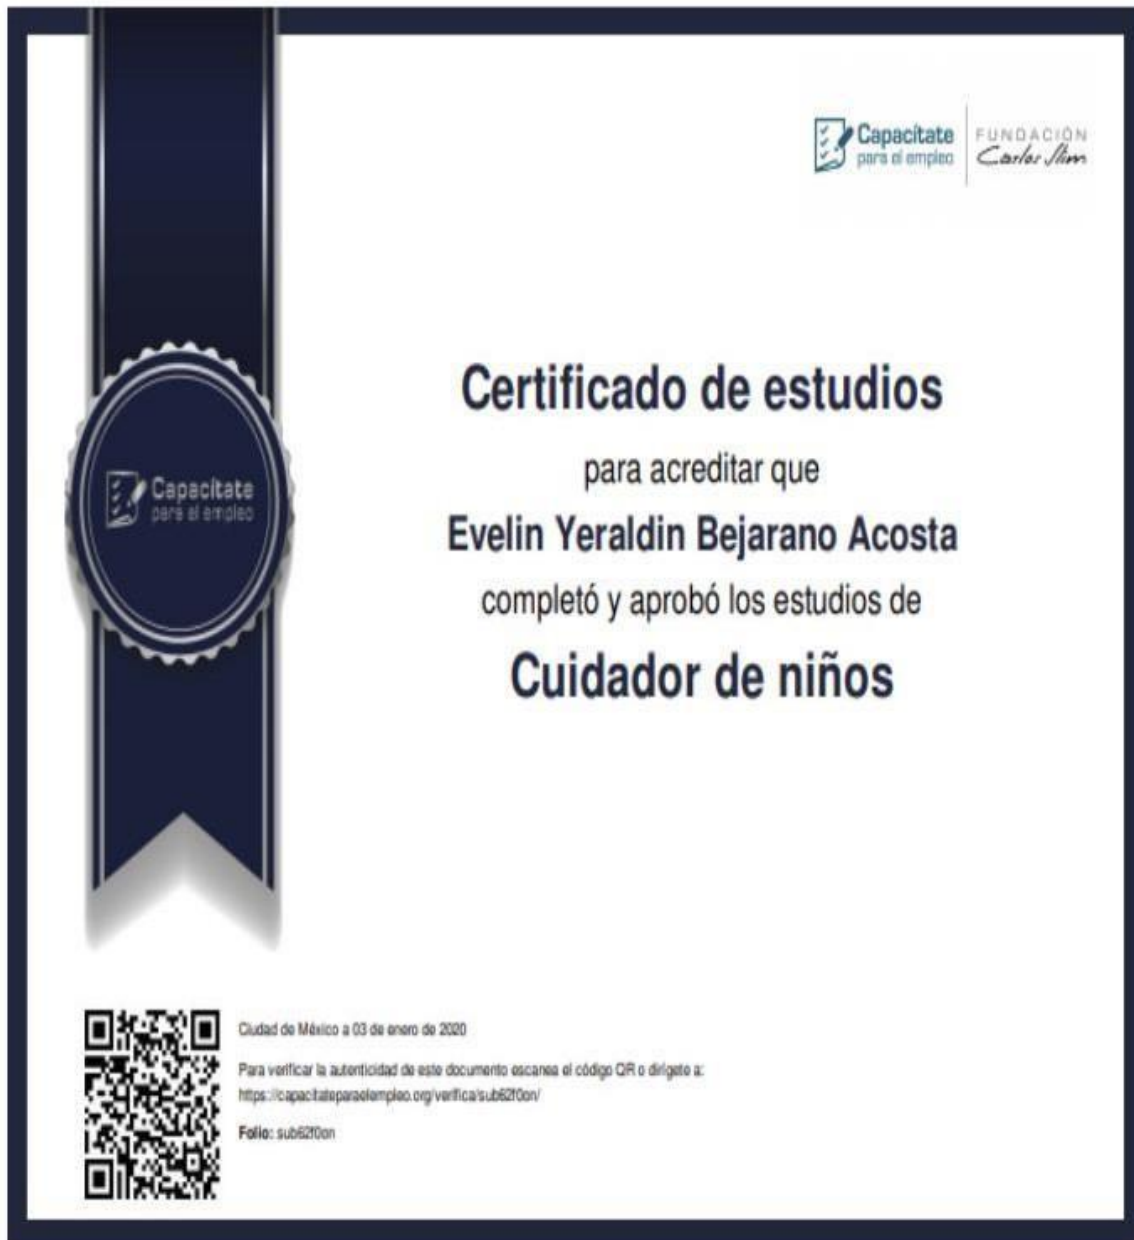 Capacítate
para el empleo
FUNDACIÓN
Carlos Slim
Certificado de estudios
para acreditar que
Evelin Yeraldin Bejarano Acosta
completó y aprobó los estudios de
Cuidador de niños
Capacítate
para el empleo
Ciudad de México a 03 de enero de 2020
Para verificar la autenticidad de este documento escanea el código QR o dirígete a:
https://capacitateparaelempleo.org/verifica/sub62f0on/
Folio: sub62f0on